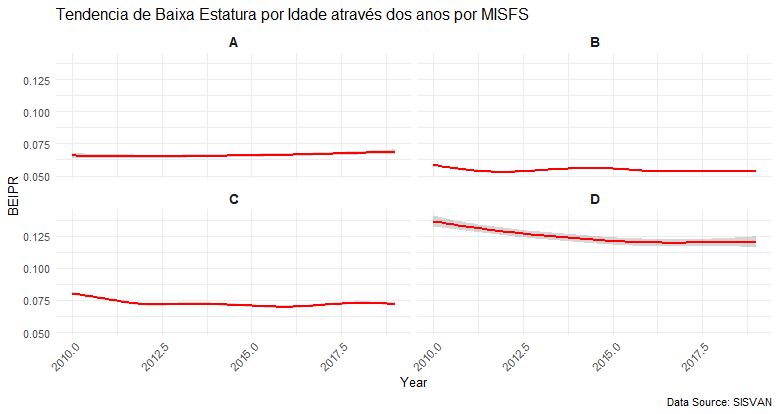 Tendencia de Baixa Estatura por Idade através dos anos por MISFS
A
B
0.125
0.100
0.075
0.050
BEIPR
C
D
0.125
0.100
0.075
0.050
2010.0
2012.5
2015.0
2017.5
2010.0
2012.5
2015.0
2017.5
Year
Data Source: SISVAN